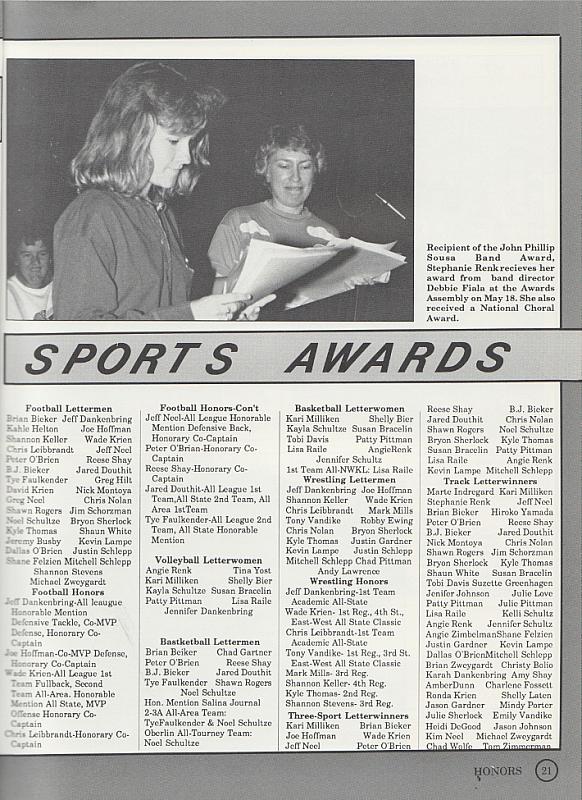 Recipient of the John Phillip
Sousa Band Award,
Stephanie Renk recieves her
award from band director
Debbie Fiala at the Awards
Assembly on May 18. She also
received a National Choral
Award.
SPORTS AWARDS
Football Lettermen
Brian Bieker Jeff Dankenbring
Kahle Helton Joe Hoffman
Shannon Keller Wade Krien
Chris Leibbrandt Jeff Neel
Peter O'Brien Reese Shay
B.J. Bieker Jared Douthit
Tye Faulkender Greg Hilt
David Krien Nick Montoya
Greg Neel Chris Nolan
Shawn Rogers Jim Schorzman
Noel Schultze Bryon Sherlock
Kyle Thomas Shaun White
Jeremy Busby Kevin Lampe
Dallas O'Brien Justin Schlepp
Shane Felzien Mitchell Schlepp
Shannon Stevens
Michael Zweygardt
Football Honors
Jeff Dankenbring-All league
Honorable Mention
Defensive Tackle, Co-MVP
Defense, Honorary Co-
Captain
Joe Hoffman-Co-MVP Defense,
Honorary Co-Captain
Wade Krien-All League 1st
Team Fullback, Second
Team All-Area. Honorable
Mention All State, MVP
Offense Honorary Co-
Captain
Chris Leibbrandt-Honorary Co-
Captain
Football Honors-Con't
Jeff Neel-All League Honorable
Mention Defensive Back,
Honorary Co-Captain
Peter O'Brian-Honorary Co-
Captain
Reese Shay-Honorary Co-
Captain
Jared Douthit-All League 1st
Team,All State 2nd Team, All
Area 1stTeam
Tye Faulkender-All League 2nd
Team, All State Honorable
Mention
Volleyball Letterwomen
Angie Renk Tina Yost
Kari Milliken Shelly Bier
Kayla Schultze Susan Bracelin
Patty Pittman Lisa Raile
Jennifer Dankenbring
Bastketball Lettermen
Brian Beiker Chad Gartner
Peter O'Brien Reese Shay
B.J. Bieker Jared Douthit
Tye Faulkonder Shawn Rogers
Noel Schultze
Hon. Mention Salina Journal
2-3A All-Area Team:
TyeFaulkender & Noel Schultze
Oberlin All-Tourney Team:
Noel Schultz
Basketball Letterwomen
Kari Milliken Shelly Bier
Kayla Schultze Susan Bracelin
Tobi Davis Patty Pittman
Lisa Raile AngieRenk
Jennifer Schultz
1st Team All-NWKL: Lisa Raile
Wrestling Lettermen
Jeff Dankbring Joe Hoffman
Shannon Keller Wade Krien
Chris Leibbrandt Mark Mills
Tony Vandike Robby Ewing
Chris Nolan Bryon Sherlock
Kyle Thomas Justin Gardner
Kevin Lampe Justin Schlepp
Mitchell Schlepp Chad Pittman
Andy Lawrence
Wrestling Honors
Jeff Dankenbring-1st Team
Academic All-State
Wade Krien- 1st Reg., 4th St.,
East-West All State Classic
Chris Leibbrandt-1st Team
Academic All-State
Tony Vandike- 1st Reg., 3rd St.
East-West All State Classic
Mark Mills- 3rd Reg.
Shannon Keller- 4th Reg.
Kyle Thomas- 2nd Reg.
Shannon Stevens- 3rd Reg.
Three-Sport Letterwinners
Kari Milliken Brian Bieker
Joe Hoffman Wade Krien
Jeff Neel Peter O'Brien
Reese Shay B.J. Bieker
Jared Douthit Chris Nolan
Shawn Rogers Noel Schultze
Bryon Sherlock Kyle Thomas
Susan Bracelin Patty Pittman
Lisa Raile Angie Renk
Kevin Lampe Mitchell Schlepp
Track Letterwinners
Marte Indregard Kari Milliken
Stephanie Renk Jeff Neel
Brian Bieker Hiroko Yamada
Peter O'Brien Reese Shay
B.J. Bieker Jared Douthit
Nick Montoya Chris Nolan
Shawn Rogers Jim Schorzman
Bryon Sherlock Kyle Thomas
Shaun White Susan Bracelin
Tobi Davis Suzette Greenhagen
Jenifer Johnson Julie Love
Patty Pittman Julie Pittman
Lisa Raile Kelli Schultz
Angie Renk Jennifer Schultz
Angie ZimbelmanShane Felzien
Justin Gardner Kevin Lampe
Dallas O'BrienMitchell Schlepp
Brian Zweygardt Christy Bolio
Karah Dankenbring Amy Shay
AmberDunn Charlene Fossett
Ronda Krien Shelly Laten
Jason Gardner Mindy Porter
Julie Sherlock Emily Vandike
Heidi DeGood Jason Johnson
Kim Neel Michael Zweygardt
Chad Wolfe Tom Zimmerman
HONORS 21